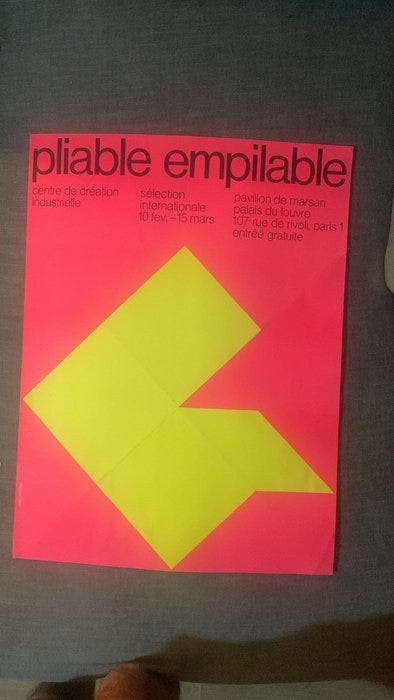 pliable empilable
centre de création
industrielle
sélection
internationale
10 fév. – 15 mars
pavillon de marsan
palais du louvre
107 rue de rivoli, paris 1
entrée gratuite